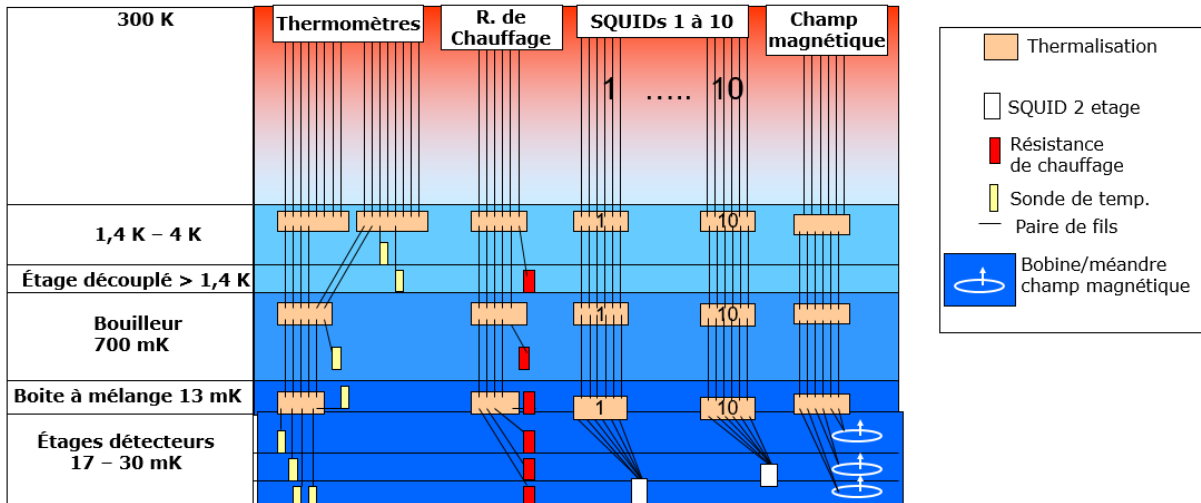 300 K
Thermomètres
R. de
Chauffage
SQUIDs 1 à 10
Champ
magnétique
1 ..... 10
1,4 K – 4 K
1
10
Étage découplé > 1,4 K
Bouilleur
700 mK
1
10
Boite à mélange 13 mK
1
10
Étages détecteurs
17 – 30 mK
Thermalisation
SQUID 2 etage
Résistance
de chauffage
Sonde de temp.
Paire de fils
Bobine/méandre
champ magnétique